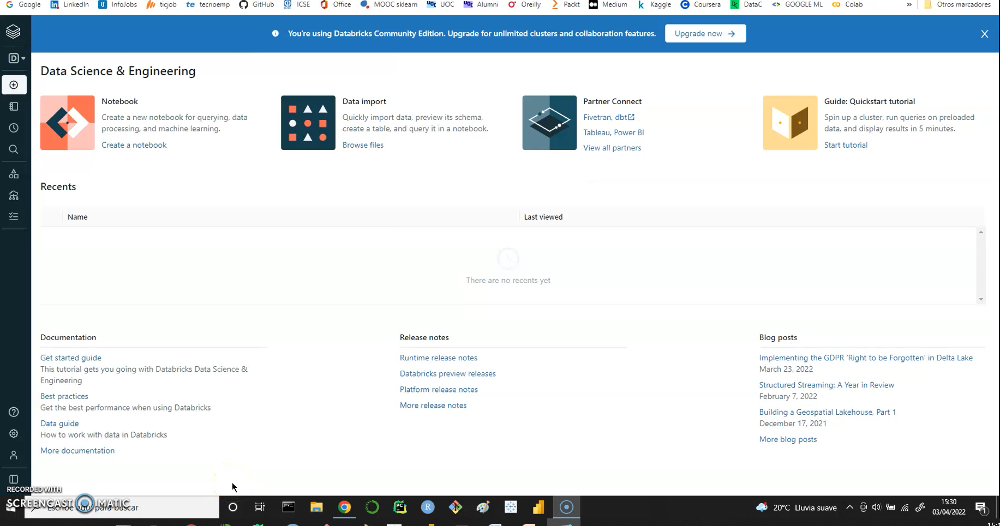 Google LinkedIn InfoJobs ticjob tecnoemp GitHub ICSE Office MOOC sklearn UOC Alumni Oreilly Packt Medium Kaggle Coursera DataC GOOGLE ML Colab » Otros marcadores
You're using Databricks Community Edition. Upgrade for unlimited clusters and collaboration features. Upgrade now →
Data Science & Engineering
Notebook
Create a new notebook for querying, data
processing, and machine learning.
Create a notebook
Data import
Quickly import data, preview its schema,
create a table, and query it in a notebook.
Browse files
Partner Connect
Fivetran, dbt
Tableau, Power BI
View all partners
Guide: Quickstart tutorial
Spin up a cluster, run queries on preloaded
data, and display results in 5 minutes.
Start tutorial
Recents
Name Last viewed
There are no recents yet
Documentation
Get started guide
This tutorial gets you going with Databricks Data Science &
Engineering
Best practices
Get the best performance when using Databricks
Data guide
How to work with data in Databricks
More documentation
Release notes
Runtime release notes
Databricks preview releases
Platform release notes
More release notes
Blog posts
Implementing the GDPR ‘Right to be Forgotten’ in Delta Lake
March 23, 2022
Structured Streaming: A Year in Review
February 7, 2022
Building a Geospatial Lakehouse, Part 1
December 17, 2021
More blog posts
RECORDED WITH
SCREENCAST MATIC
Escribe aquí para buscar
20°C Lluvia suave
15:30
03/04/2022